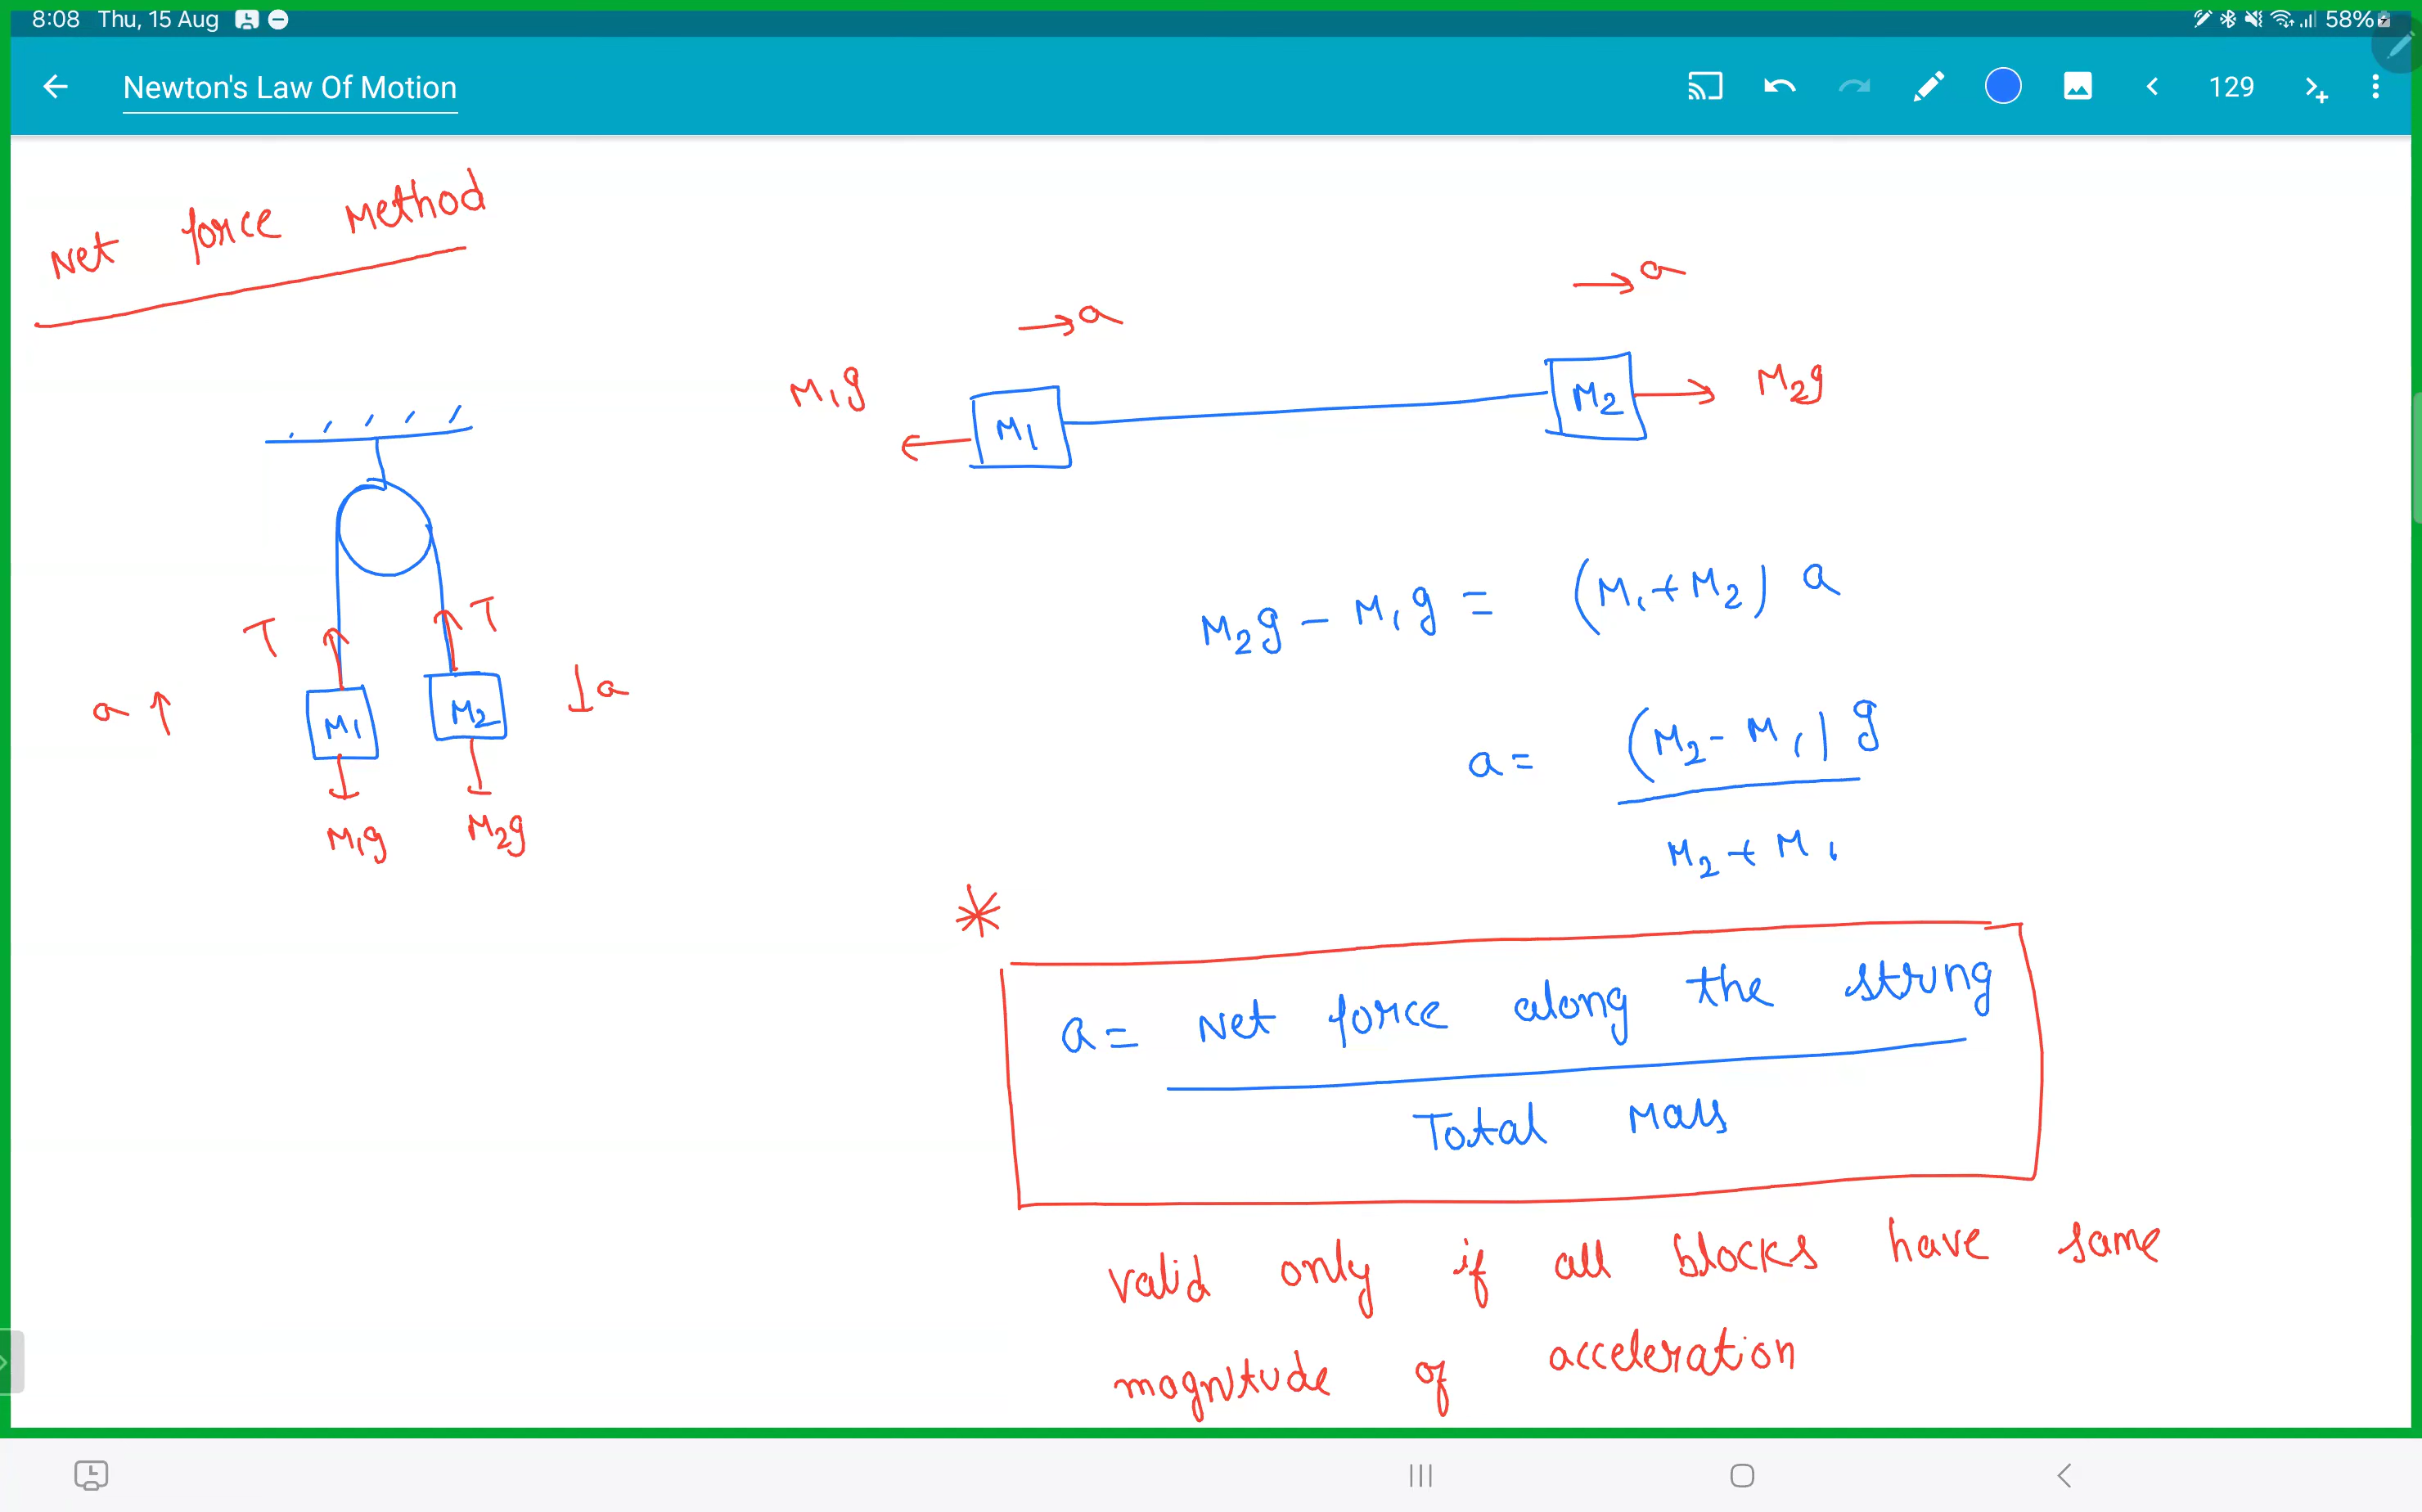 8:08 Thu, 15 Aug
58%
Newton's Law Of Motion
129
Net force Method
→a
→a
M1g
M1
M2
M2g
T
T
a↑
M1
M2
↓a
M1g
M2g
M2g - M1g = (M1+M2) a
a = (M2 - M1) g
M2 + M1
*
a = Net force along the string
Total Mass
valid only if all blocks have same
magnitude of acceleration